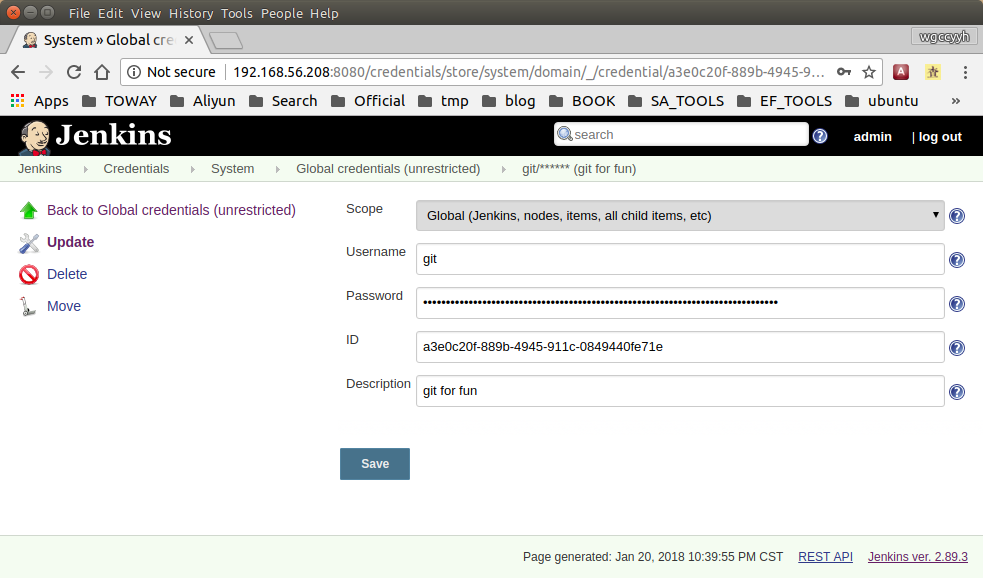 File Edit View History Tools People Help
System » Global cre
wgccyyh
Not secure 192.168.56.208:8080/credentials/store/system/domain/_/credential/a3e0c20f-889b-4945-9...
Apps TOWAY Aliyun Search Official tmp blog BOOK SA_TOOLS EF_TOOLS ubuntu »
Jenkins search admin | log out
Jenkins Credentials System Global credentials (unrestricted) git/****** (git for fun)
Back to Global credentials (unrestricted)
Update
Delete
Move
Scope Global (Jenkins, nodes, items, all child items, etc)
Username git
Password ••••••••••••••••••••••••••••••••••••••••••••••••••••••••••••••••••••••••••••••
ID a3e0c20f-889b-4945-911c-0849440fe71e
Description git for fun
Save
Page generated: Jan 20, 2018 10:39:55 PM CST REST API Jenkins ver. 2.89.3